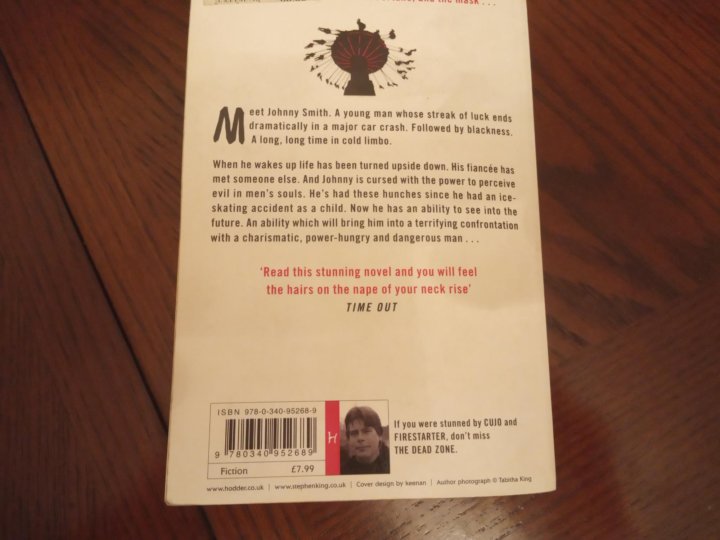 and the mask . . .
Meet Johnny Smith. A young man whose streak of luck ends
dramatically in a major car crash. Followed by blackness.
A long, long time in cold limbo.
When he wakes up life has been turned upside down. His fiancée has
met someone else. And Johnny is cursed with the power to perceive
evil in men's souls. He's had these hunches since he had an ice-
skating accident as a child. Now he has an ability to see into the
future. An ability which will bring him into a terrifying confrontation
with a charismatic, power-hungry and dangerous man . . .
'Read this stunning novel and you will feel
the hairs on the nape of your neck rise'
TIME OUT
ISBN 978-0-340-95268-9
9 780340 952689
Fiction £7.99
H
If you were stunned by CUJO and
FIRESTARTER, don't miss
THE DEAD ZONE.
www.hodder.co.uk | www.stephenking.co.uk | Cover design by keenan | Author photograph © Tabitha King